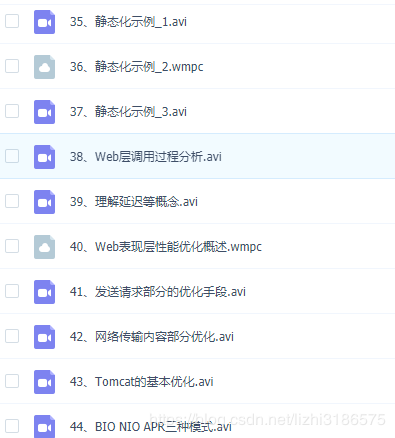 35、静态化示例_1.avi
36、静态化示例_2.wmpc
37、静态化示例_3.avi
38、Web层调用过程分析.avi
39、理解延迟等概念.avi
40、Web表现层性能优化概述.wmpc
41、发送请求部分的优化手段.avi
42、网络传输内容部分优化.avi
43、Tomcat的基本优化.avi
44、BIO NIO APR三种模式.avi
https://blog.csdn.net/lizhi3186575